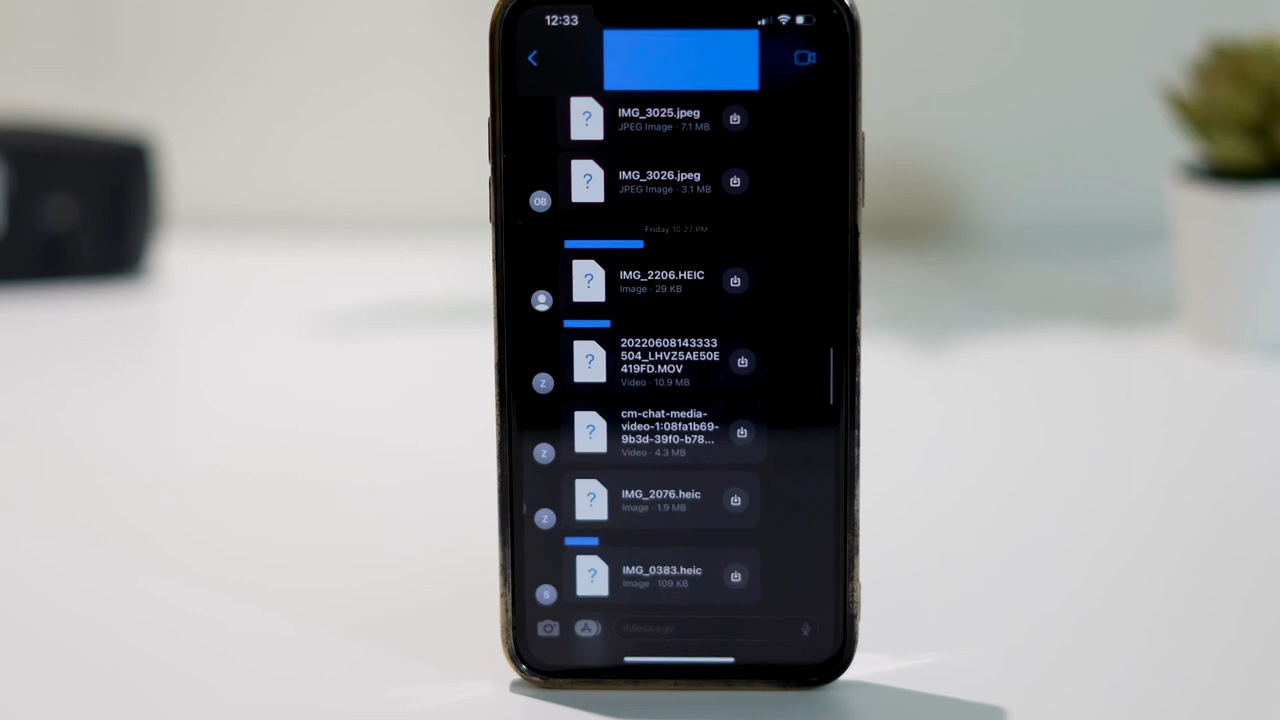 12:33
IMG_3025.jpeg
JPEG Image · 7.1 MB
?
IMG_3026.jpeg
JPEG Image · 3.1 MB
?
OB
Friday 10:27 PM
IMG_2206.HEIC
Image · 29 KB
?
20220608143333
504_LHVZ5AE50E
419FD.MOV
Video · 10.9 MB
?
Z
cm-chat-media-
video-1:08fa1b69-
9b3d-39f0-b78...
Video · 4.3 MB
?
Z
IMG_2076.heic
Image · 1.9 MB
?
Z
IMG_0383.heic
Image · 109 KB
?
S
iMessage